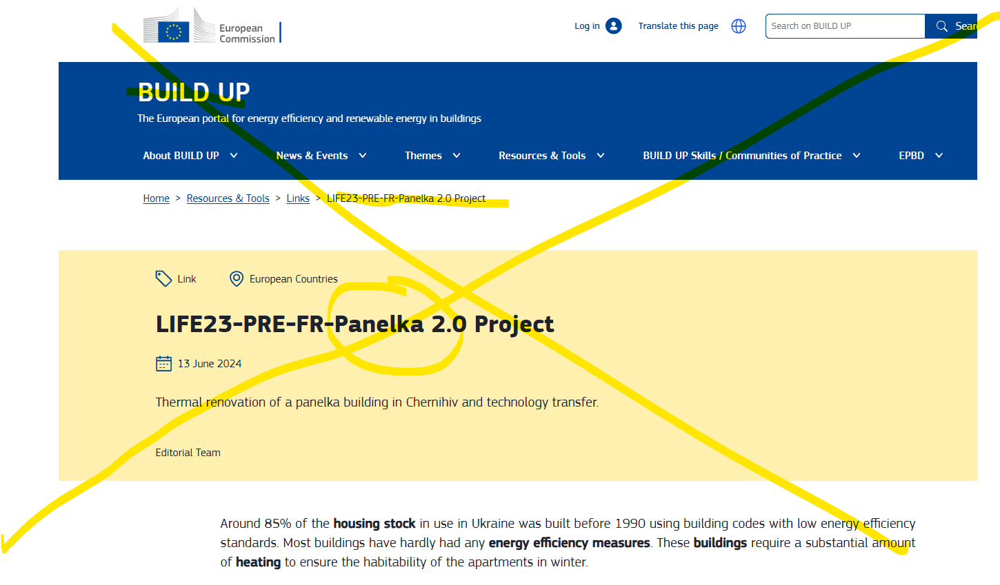 European
Commission
Log in
Translate this page
Search on BUILD UP
Sear
BUILD UP
The European portal for energy efficiency and renewable energy in buildings
About BUILD UP
News & Events
Themes
Resources & Tools
BUILD UP Skills / Communities of Practice
EPBD
Home > Resources & Tools > Links > LIFE23-PRE-FR-Panelka 2.0 Project
Link
European Countries
LIFE23-PRE-FR-Panelka 2.0 Project
13 June 2024
Thermal renovation of a panelka building in Chernihiv and technology transfer.
Editorial Team
Around 85% of the housing stock in use in Ukraine was built before 1990 using building codes with low energy efficiency
standards. Most buildings have hardly had any energy efficiency measures. These buildings require a substantial amount
of heating to ensure the habitability of the apartments in winter.